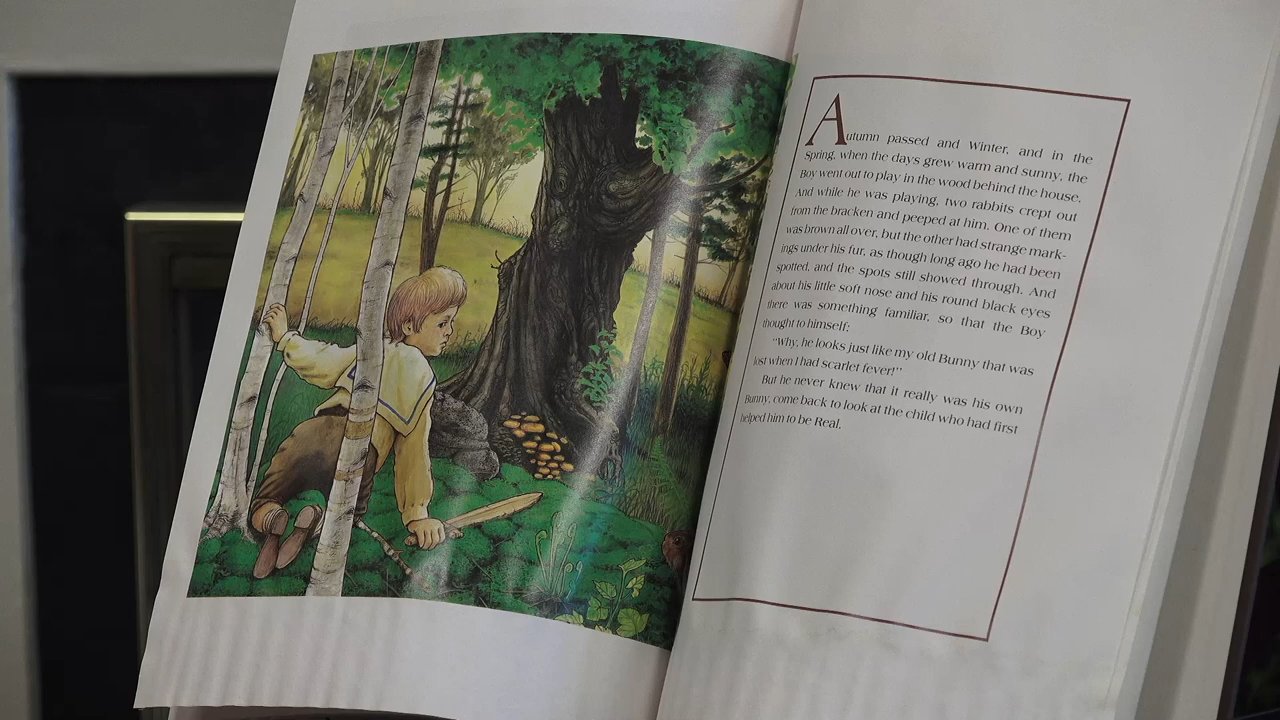 Autumn passed and Winter, and in the
Spring, when the days grew warm and sunny, the
Boy went out to play in the wood behind the house.
And while he was playing, two rabbits crept out
from the bracken and peeped at him. One of them
was brown all over, but the other had strange mark-
ings under his fur, as though long ago he had been
spotted, and the spots still showed through. And
about his little soft nose and his round black eyes
there was something familiar, so that the Boy
thought to himself:
"Why, he looks just like my old Bunny that was
lost when I had scarlet fever!"
But he never knew that it really was his own
Bunny, come back to look at the child who had first
helped him to be Real.